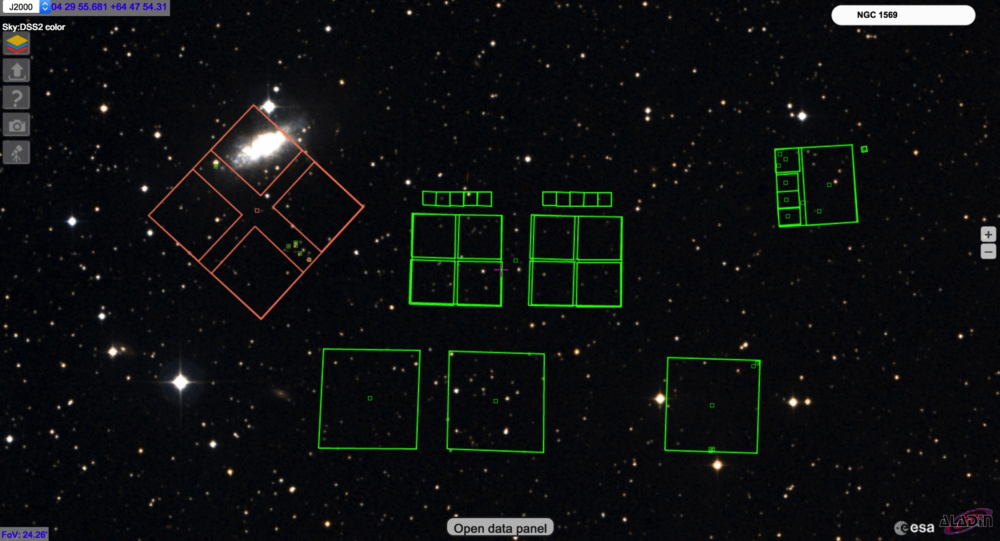 J2000 04 29 55.681 +64 47 54.31
NGC 1569
Sky:DSS2 color
?
+
−
Open data panel
esa
ALADin
FoV: 24.26'